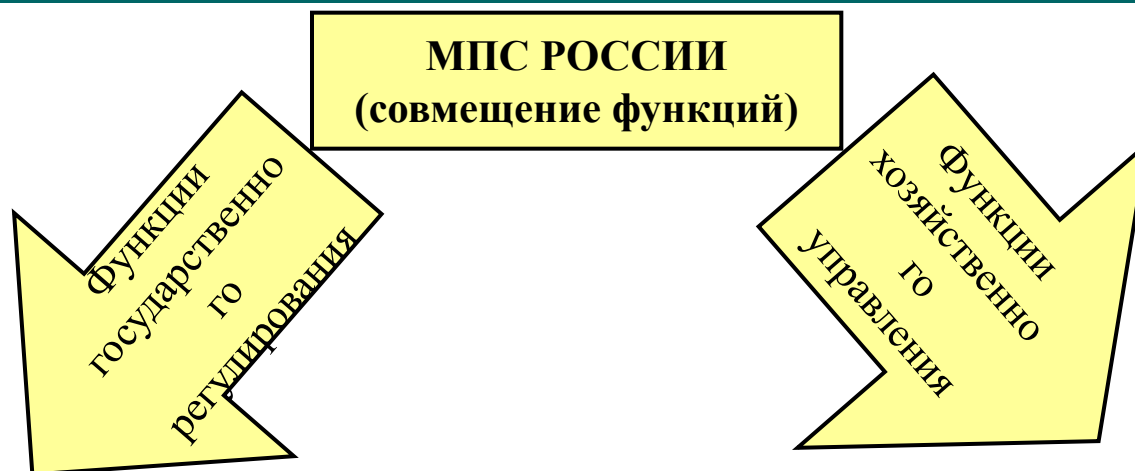 МПС РОССИИ
(совмещение функций)
Функции
государственно
го
регулирования
Функции
хозяйственно
го
управления